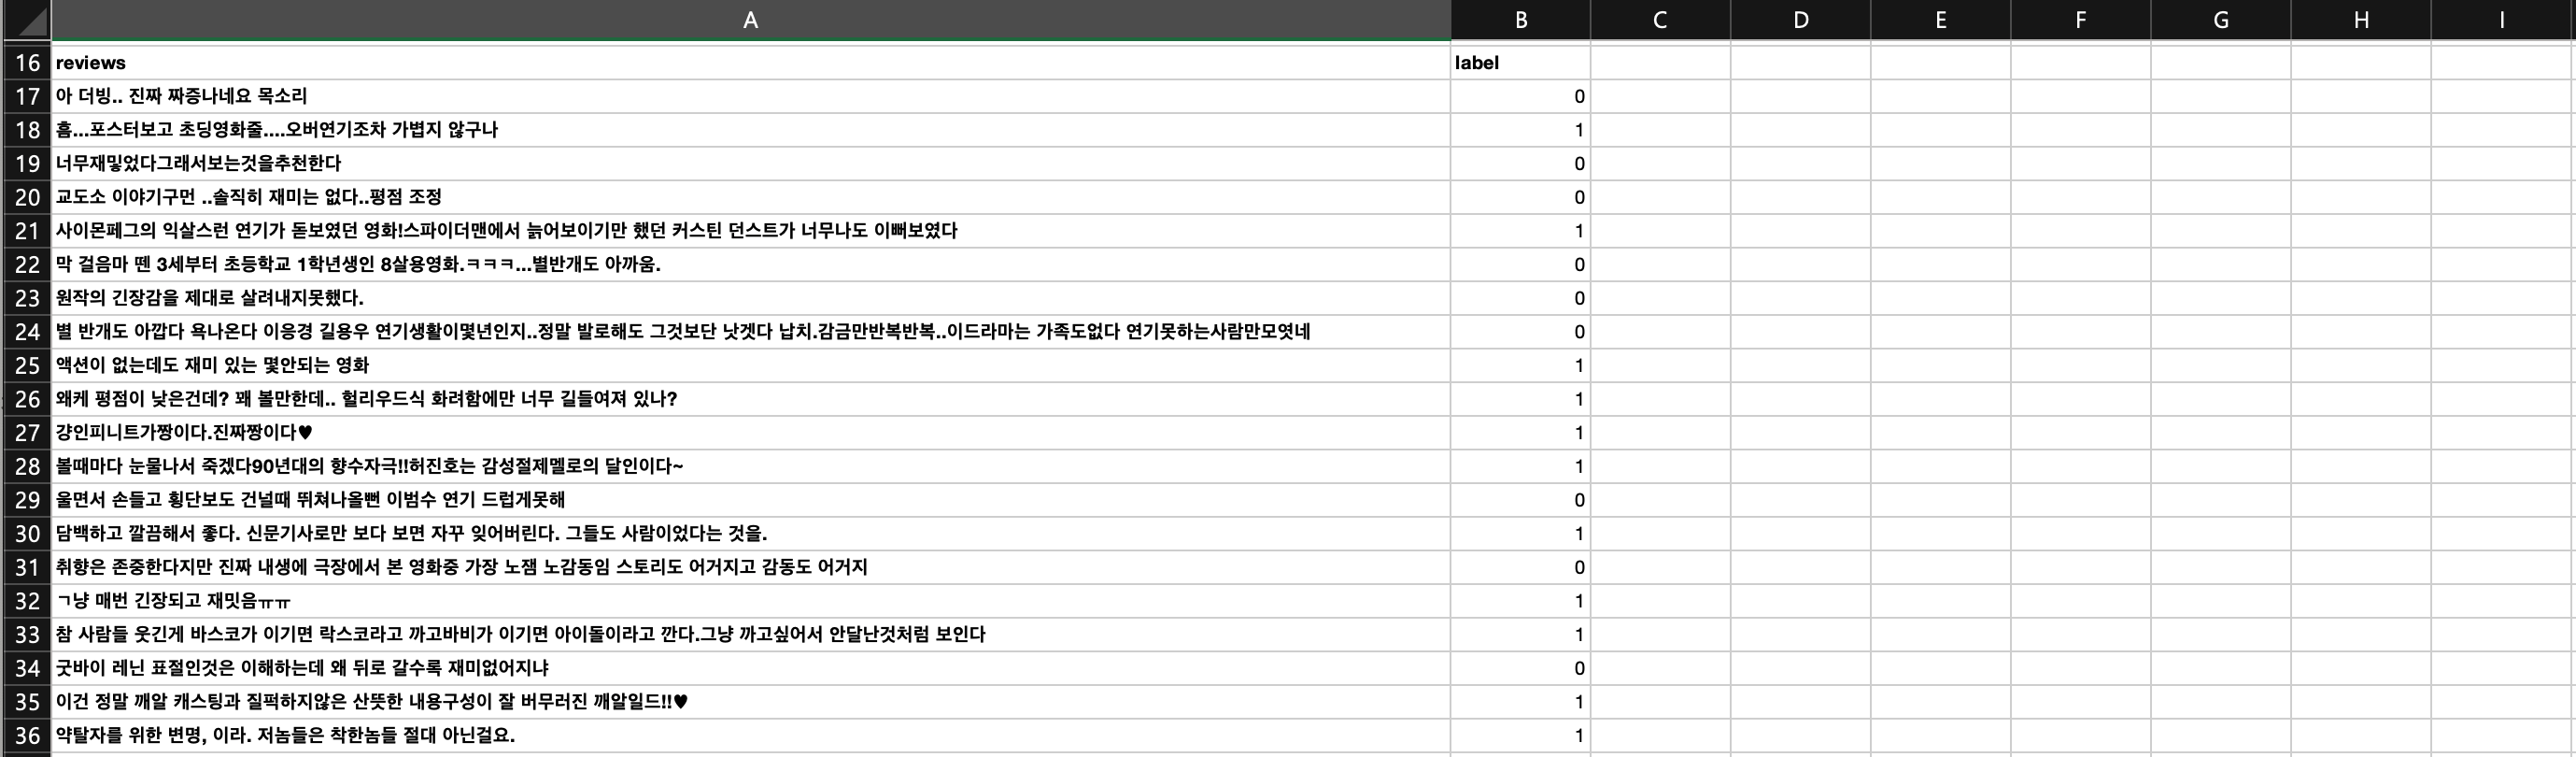 A B C D E F G H I
16 reviews label
17 아 더빙.. 진짜 짜증나네요 목소리 0
18 흠...포스터보고 초딩영화줄....오버연기조차 가볍지 않구나 1
19 너무재밓었다그래서보는것을추천한다 0
20 교도소 이야기구먼 ..솔직히 재미는 없다..평점 조정 0
21 사이몬페그의 익살스런 연기가 돋보였던 영화!스파이더맨에서 늙어보이기만 했던 커스틴 던스트가 너무나도 이뻐보였다 1
22 막 걸음마 뗀 3세부터 초등학교 1학년생인 8살용영화.ㅋㅋㅋ...별반개도 아까움. 0
23 원작의 긴장감을 제대로 살려내지못했다. 0
24 별 반개도 아깝다 욕나온다 이응경 길용우 연기생활이몇년인지..정말 발로해도 그것보단 낫겟다 납치.감금만반복반복..이드라마는 가족도없다 연기못하는사람만모엿네 0
25 액션이 없는데도 재미 있는 몇안되는 영화 1
26 왜케 평점이 낮은건데? 꽤 볼만한데.. 헐리우드식 화려함에만 너무 길들여져 있나? 1
27 걍인피니트가짱이다.진짜짱이다♥ 1
28 볼때마다 눈물나서 죽겠다90년대의 향수자극!!허진호는 감성절제멜로의 달인이다~ 1
29 울면서 손들고 횡단보도 건널때 뛰쳐나올뻔 이범수 연기 드럽게못해 0
30 담백하고 깔끔해서 좋다. 신문기사로만 보다 보면 자꾸 잊어버린다. 그들도 사람이었다는 것을. 1
31 취향은 존중한다지만 진짜 내생에 극장에서 본 영화중 가장 노잼 노감동임 스토리도 어거지고 감동도 어거지 0
32 ㄱ냥 매번 긴장되고 재밋음ㅠㅠ 1
33 참 사람들 웃긴게 바스코가 이기면 락스코라고 까고바비가 이기면 아이돌이라고 깐다.그냥 까고싶어서 안달난것처럼 보인다 1
34 굿바이 레닌 표절인것은 이해하는데 왜 뒤로 갈수록 재미없어지냐 0
35 이건 정말 깨알 캐스팅과 질퍽하지않은 산뜻한 내용구성이 잘 버무러진 깨알일드!!♥ 1
36 약탈자를 위한 변명, 이라. 저놈들은 착한놈들 절대 아닌걸요. 1